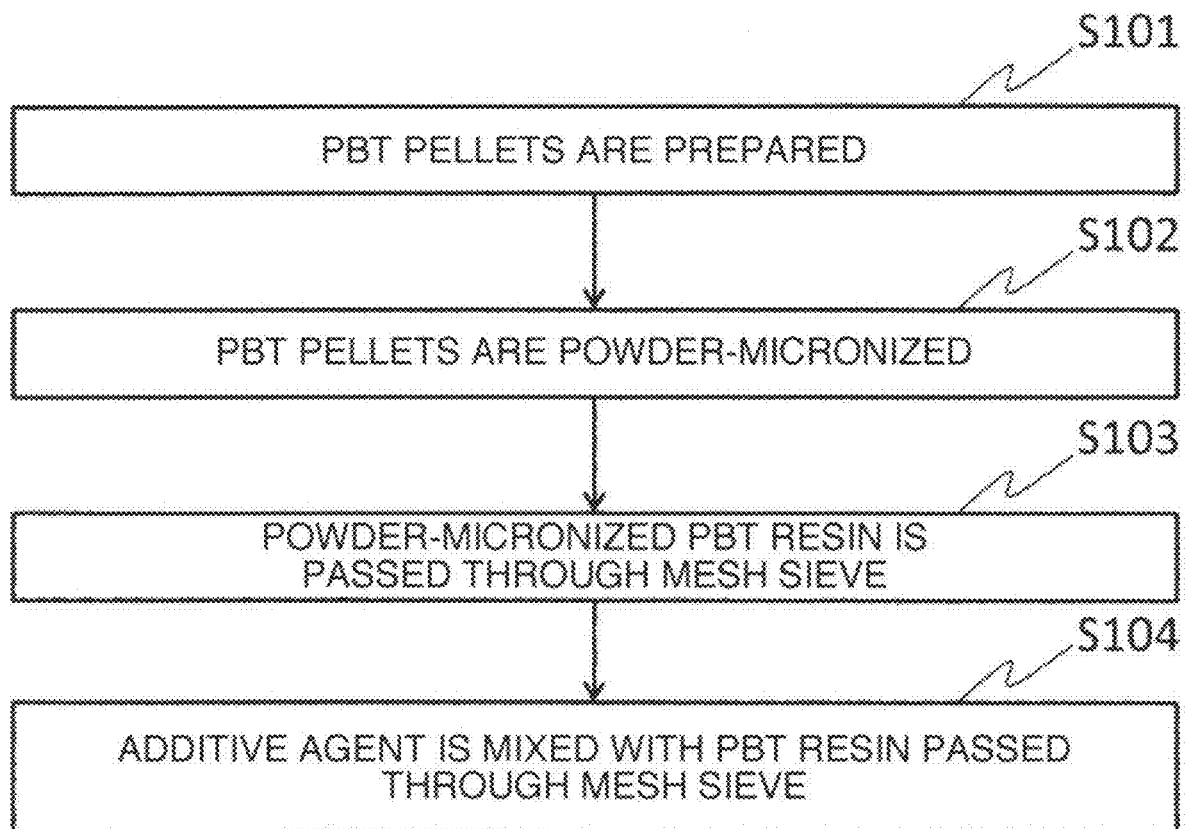 S101
PBT PELLETS ARE PREPARED
S102
PBT PELLETS ARE POWDER-MICRONIZED
S103
POWDER-MICRONIZED PBT RESIN IS
PASSED THROUGH MESH SIEVE
S104
ADDITIVE AGENT IS MIXED WITH PBT RESIN PASSED
THROUGH MESH SIEVE